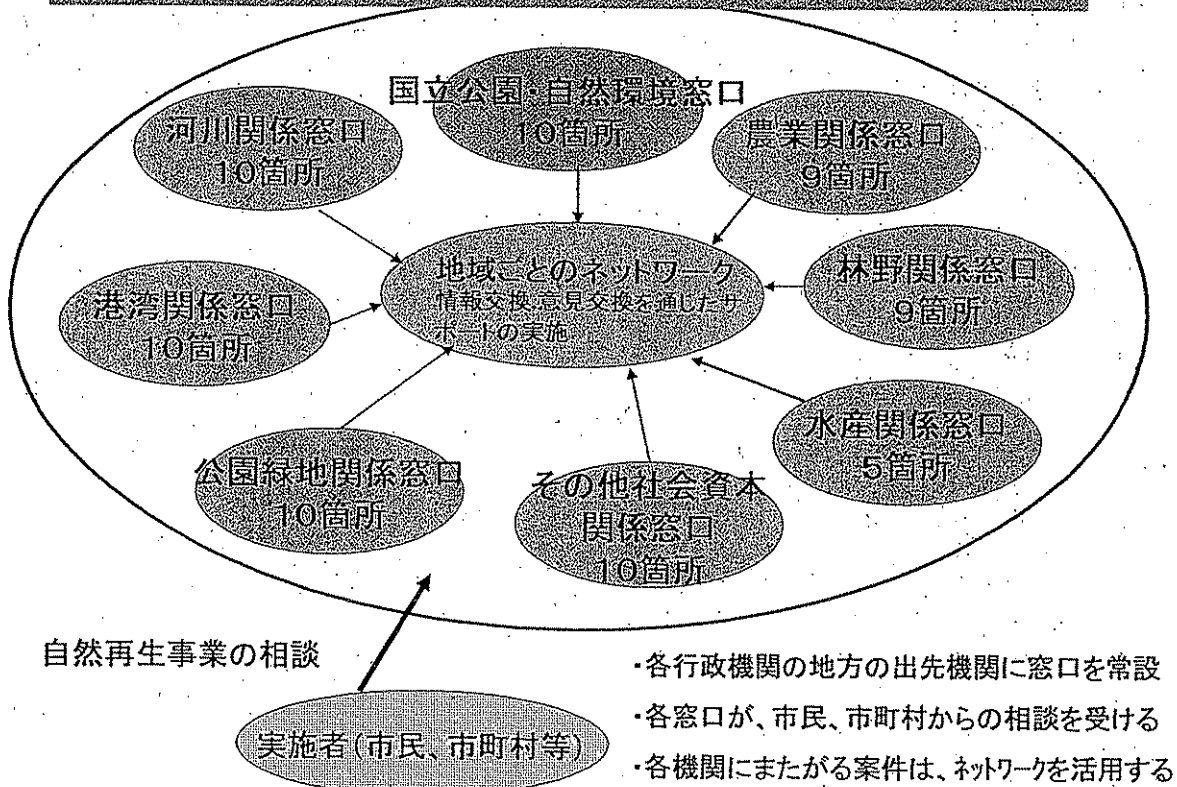 国立公園・自然環境窓口
10箇所
河川関係窓口
10箇所
農業関係窓口
9箇所
地域ごとのネットワーク
情報交換、意見交換を通したサ
ポートの実施
林野関係窓口
9箇所
港湾関係窓口
10箇所
水産関係窓口
5箇所
公園緑地関係窓口
10箇所
その他社会資本
関係窓口
10箇所
自然再生事業の相談
実施者(市民、市町村等)
・各行政機関の地方の出先機関に窓口を常設
・各窓口が、市民、市町村からの相談を受ける
・各機関にまたがる案件は、ネットワークを活用する